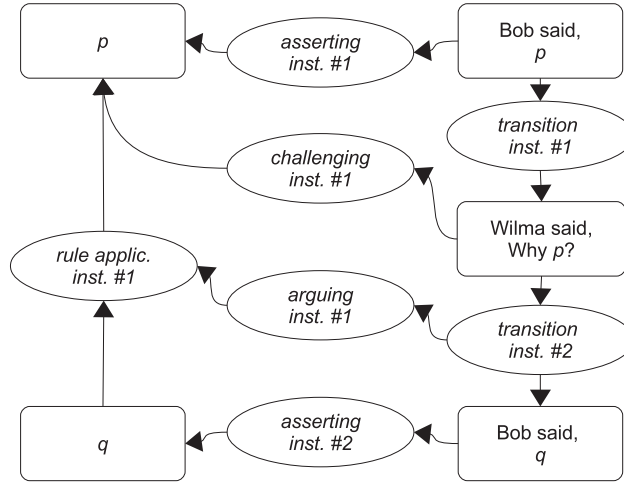 p
asserting
inst. #1
Bob said,
p
transition
inst. #1
challenging
inst. #1
Wilma said,
Why p?
rule applic.
inst. #1
arguing
inst. #1
transition
inst. #2
q
asserting
inst. #2
Bob said,
q